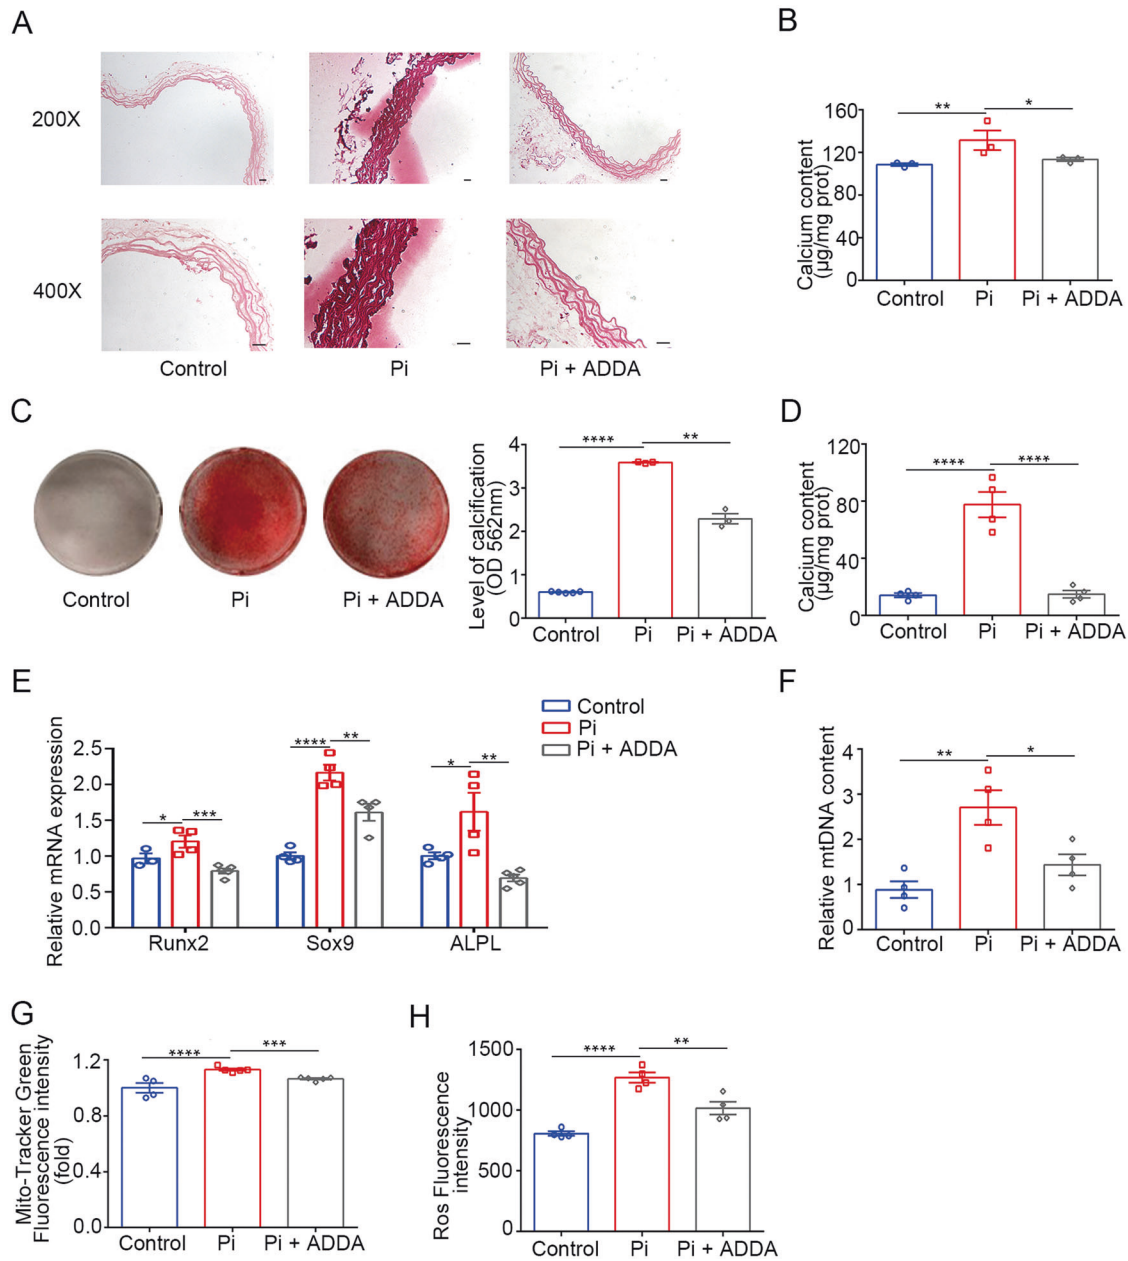 A
200X
400X
Control
Pi
Pi + ADDA
B
Calcium content
(μg/mg prot)
160
120
80
40
0
**
*
Control
Pi
Pi + ADDA
C
Control
Pi
Pi + ADDA
Level of calcification
(OD 562nm)
4
3
2
1
0
****
**
Control
Pi
Pi + ADDA
D
Calcium content
(μg/mg prot)
120
80
40
0
****
****
Control
Pi
Pi + ADDA
E
Relative mRNA expression
2.5
2.0
1.5
1.0
0.5
0.0
*
***
****
**
*
**
Runx2
Sox9
ALPL
Control
Pi
Pi + ADDA
F
Relative mtDNA content
4
3
2
1
0
**
*
Control
Pi
Pi + ADDA
G
Mito-Tracker Green
Fluorescence intensity
(fold)
1.2
0.8
0.4
0.0
****
***
Control
Pi
Pi + ADDA
H
Ros Fluorescence
intensity
1500
1000
500
0
****
**
Control
Pi
Pi + ADDA